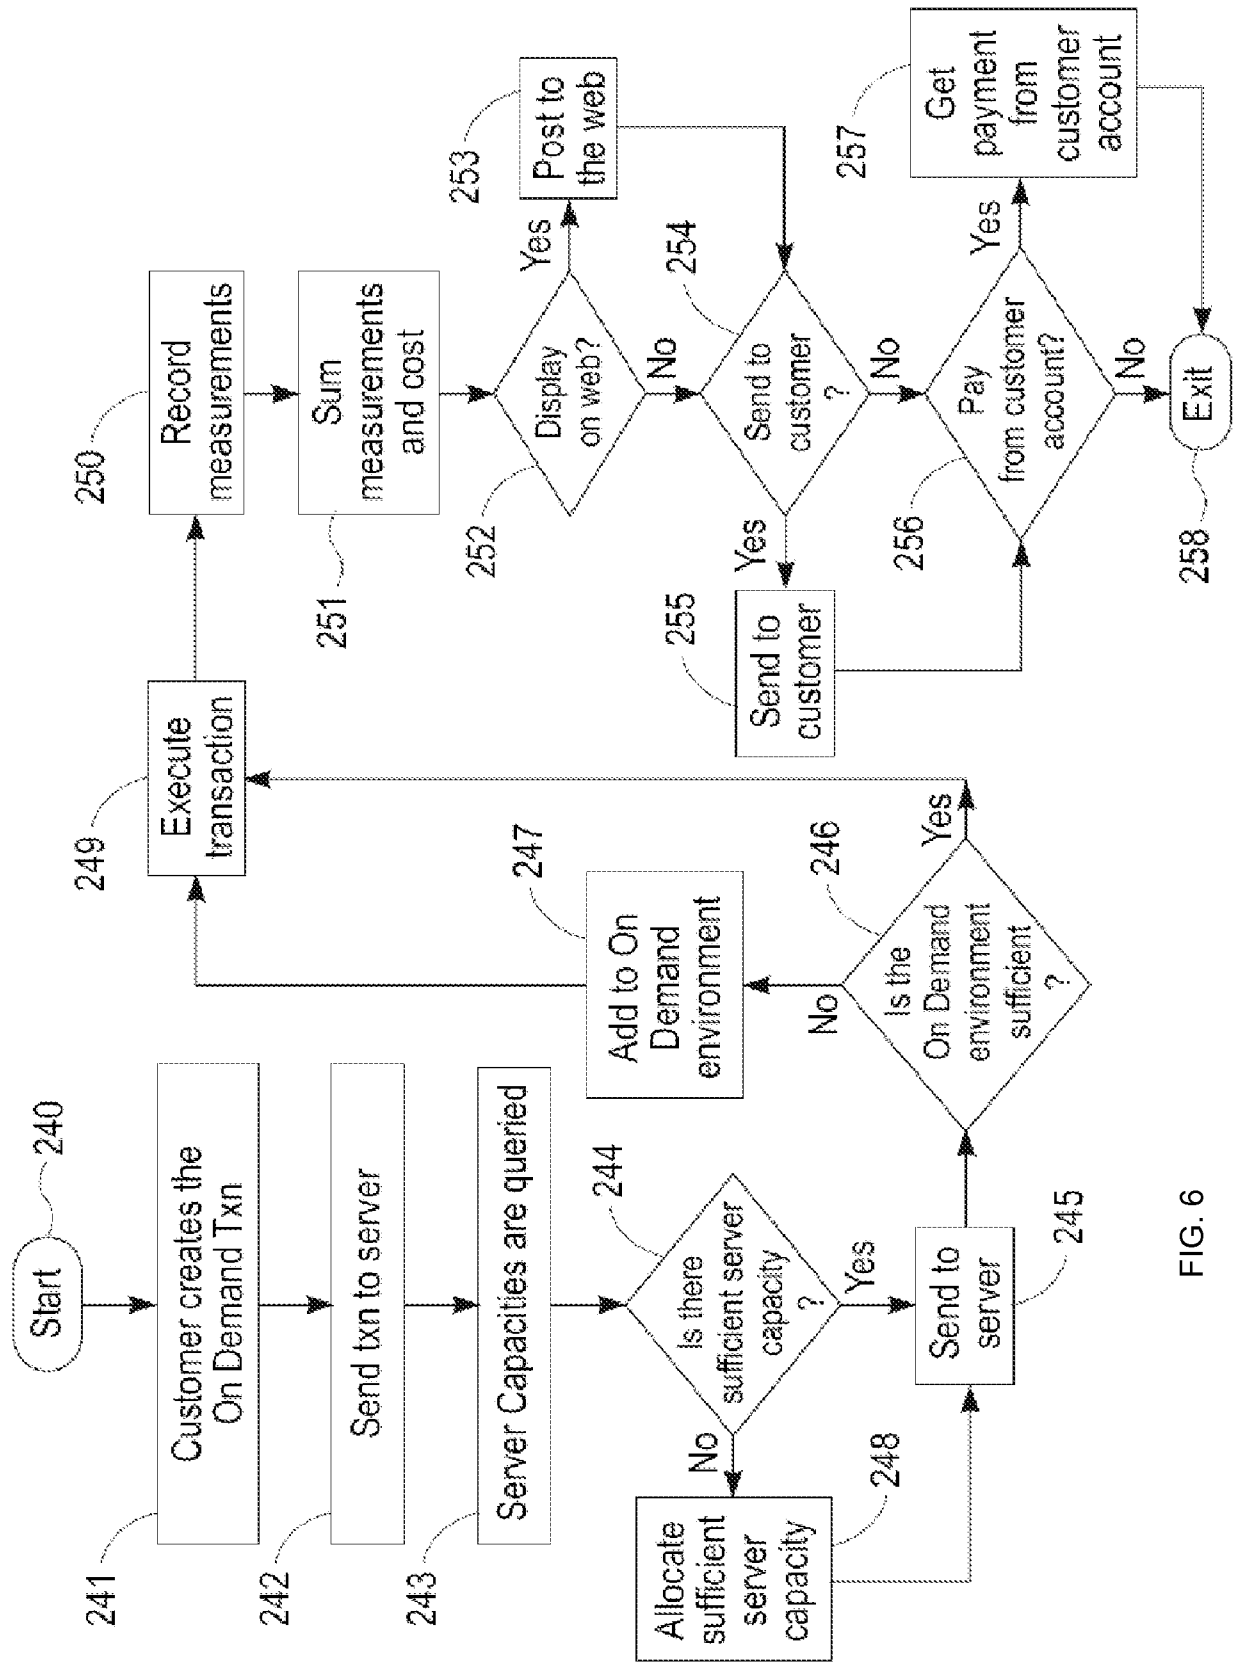 Start
240
241
Customer creates the
On Demand Txn
242
Send txn to server
243
Server Capacities are queried
244
Is there
sufficient server
capacity
?
No
Allocate
sufficient
server
capacity
248
Yes
Send to
server
245
246
Is the
On Demand
environment
sufficient
?
No
247
Add to On
Demand
environment
Yes
249
Execute
transaction
250
Record
measurements
251
Sum
measurements
and cost
252
Display
on web?
Yes
253
Post to
the web
No
254
Send to
customer
?
Yes
255
Send to
customer
No
256
Pay
from customer
account?
Yes
257
Get
payment
from
customer
account
No
Exit
258
FIG. 6